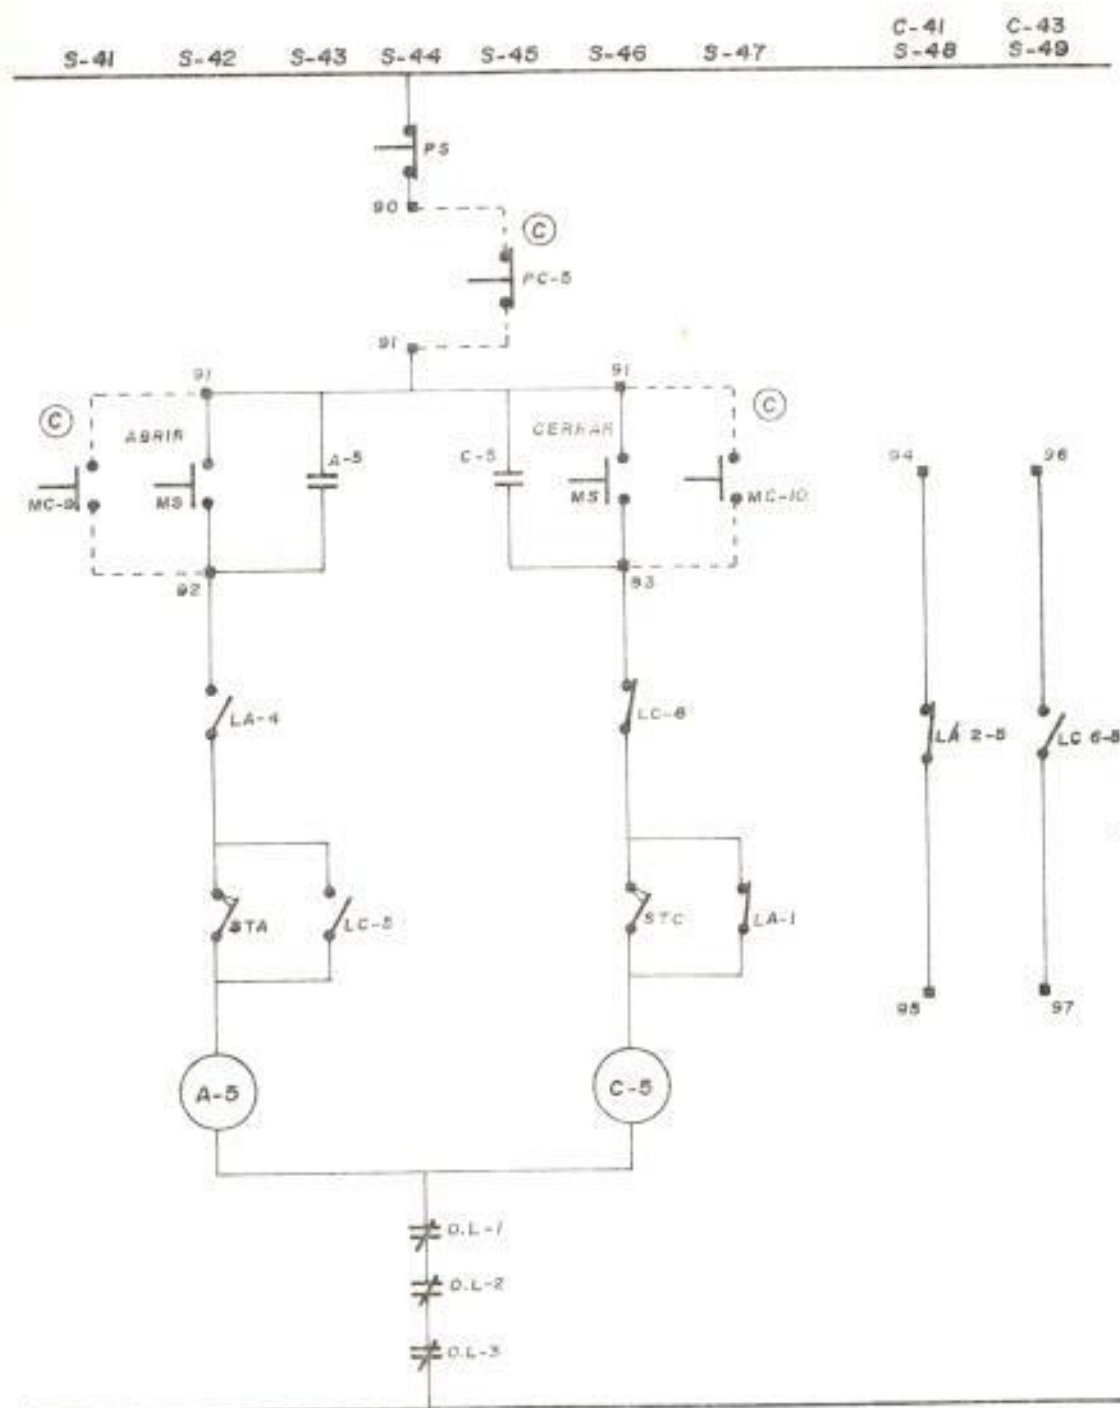 C-41 C-43
S-41 S-42 S-43 S-44 S-45 S-46 S-47 S-48 S-49
PS
90
C
PC-5
91
91
91
C
C
ABRIR
CERRAR
A-5
C-5
94
96
MC-9
MS
MS
MC-10
92
93
LA-4
LC-8
LA 2-5
LC 6-8
STA
LC-5
STC
LA-1
95
97
A-5
C-5
O.L-1
O.L-2
O.L-3